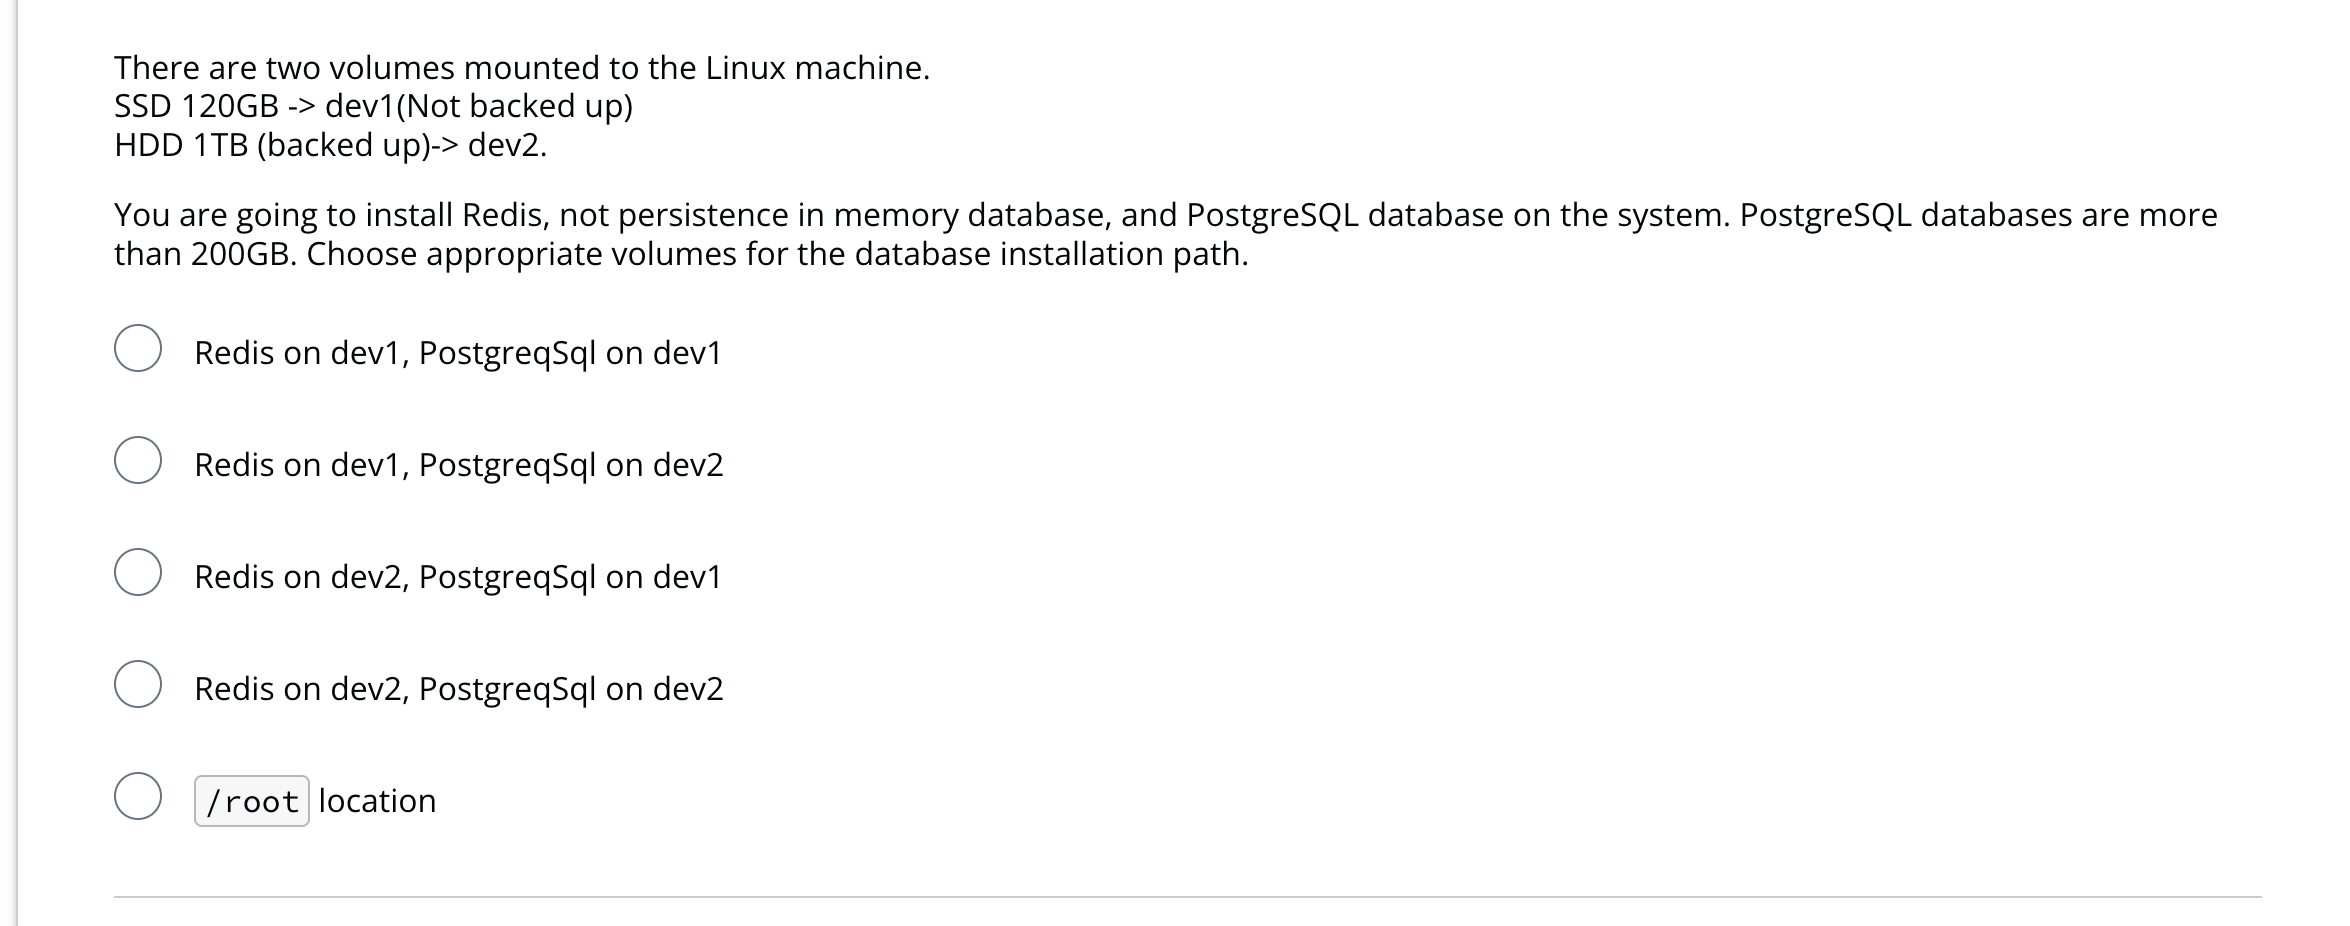 There are two volumes mounted to the Linux machine.
SSD 120GB -> dev1(Not backed up)
HDD 1TB (backed up)-> dev2.
You are going to install Redis, not persistence in memory database, and PostgreSQL database on the system. PostgreSQL databases are more
than 200GB. Choose appropriate volumes for the database installation path.
Redis on dev1, PostgreqSql on dev1
Redis on dev1, PostgreqSql on dev2
Redis on dev2, PostgreqSql on dev1
Redis on dev2, PostgreqSql on dev2
/root location